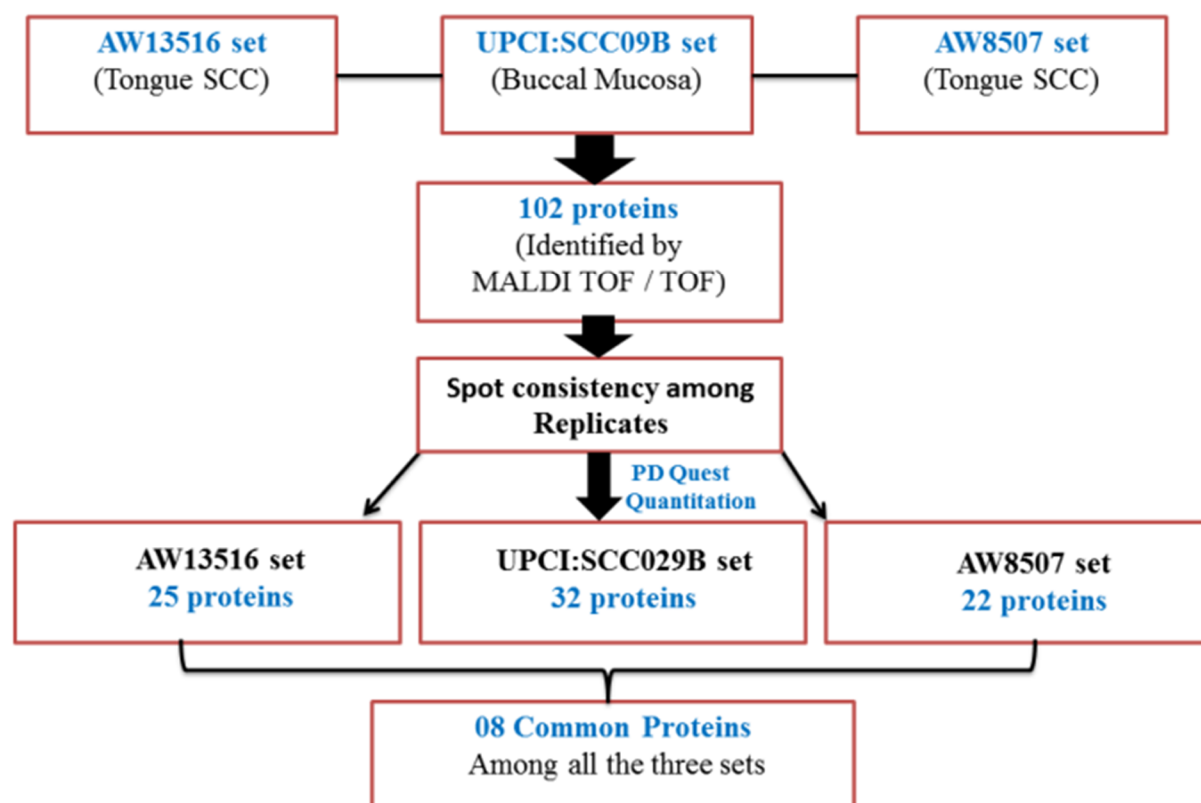 AW13516 set
(Tongue SCC)
UPCI:SCC09B set
(Buccal Mucosa)
AW8507 set
(Tongue SCC)
102 proteins
(Identified by
MALDI TOF / TOF)
Spot consistency among
Replicates
PD Quest
Quantitation
AW13516 set
25 proteins
UPCI:SCC029B set
32 proteins
AW8507 set
22 proteins
08 Common Proteins
Among all the three sets